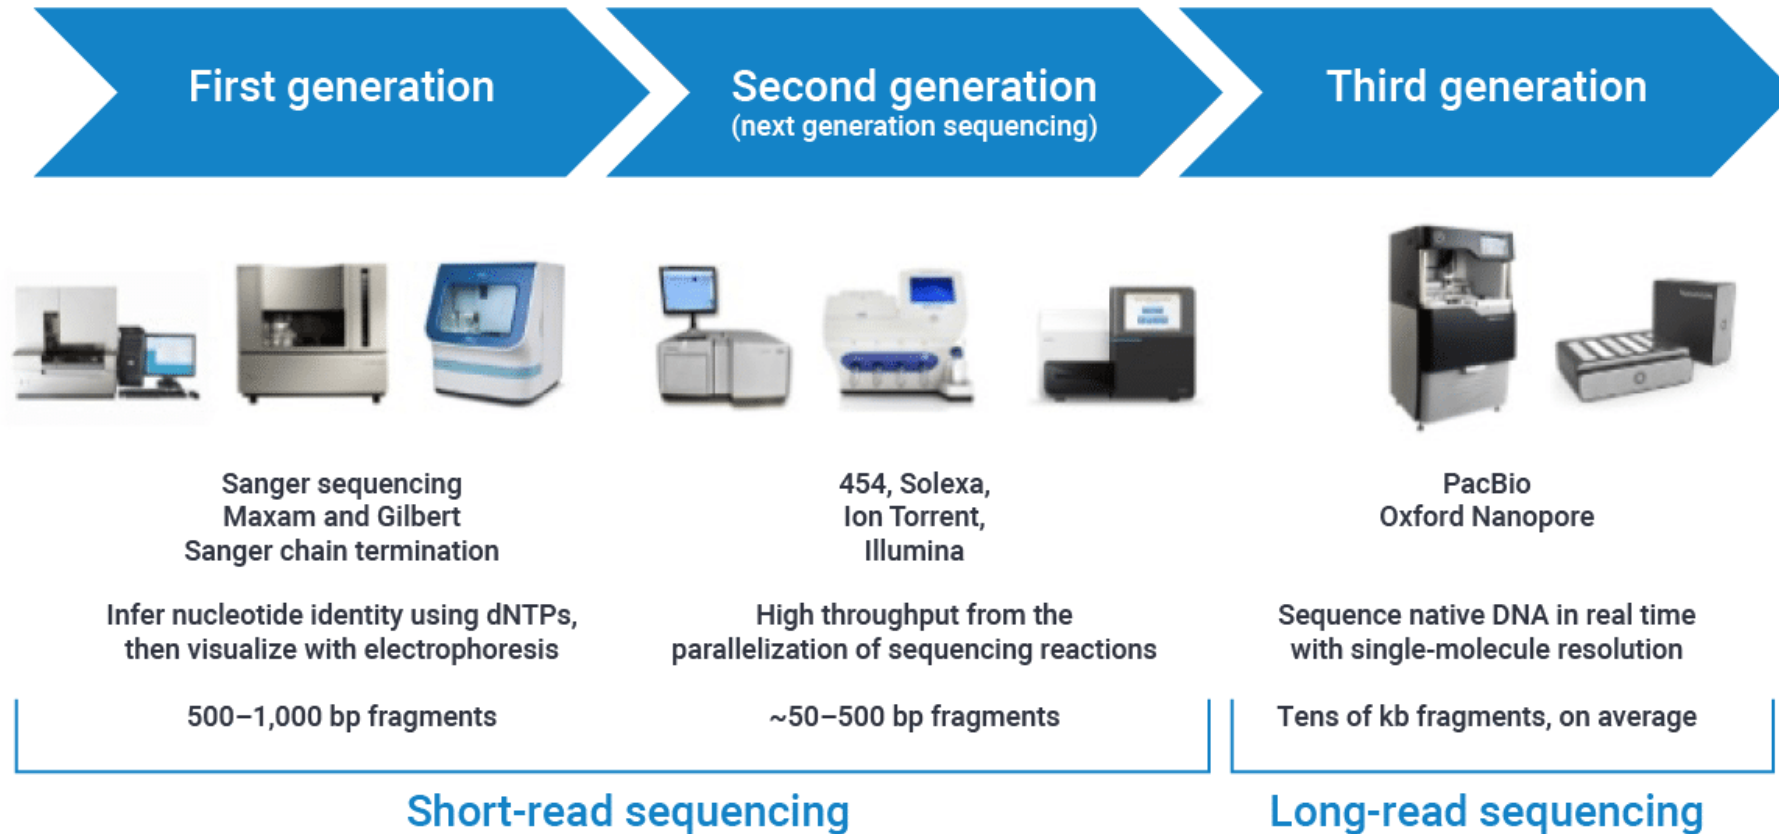 First generation
Second generation
(next generation sequencing)
Third generation
Sanger sequencing
Maxam and Gilbert
Sanger chain termination
454, Solexa,
Ion Torrent,
Illumina
PacBio
Oxford Nanopore
Infer nucleotide identity using dNTPs,
then visualize with electrophoresis
High throughput from the
parallelization of sequencing reactions
Sequence native DNA in real time
with single-molecule resolution
500–1,000 bp fragments
~50–500 bp fragments
Tens of kb fragments, on average
Short-read sequencing
Long-read sequencing